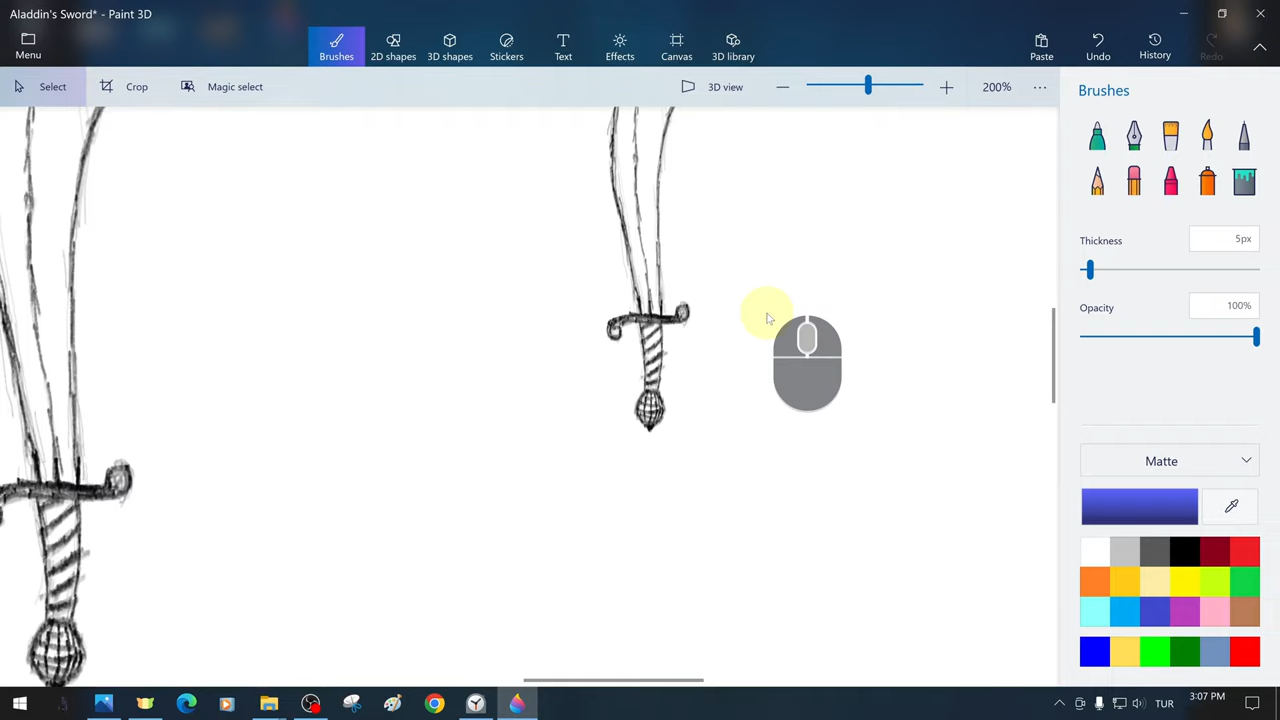 Aladdin's Sword* - Paint 3D
Menu
Brushes
2D shapes
3D shapes
Stickers
Text
Effects
Canvas
3D library
Paste
Undo
History
Redo
Select
Crop
Magic select
3D view
200%
Brushes
Thickness
5px
Opacity
100%
Matte
TUR
3:07 PM